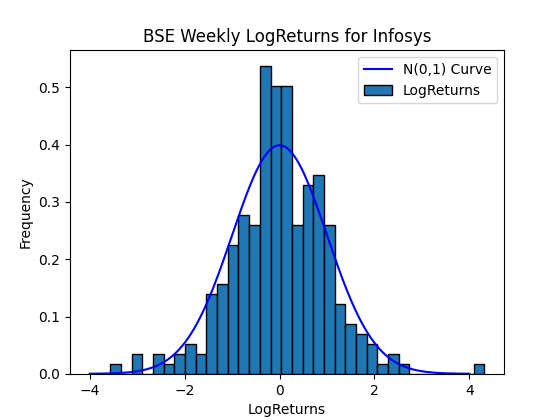 BSE Weekly LogReturns for Infosys
N(0,1) Curve
LogReturns
Frequency
0.5
0.4
0.3
0.2
0.1
0.0
−4 −2 0 2 4
LogReturns